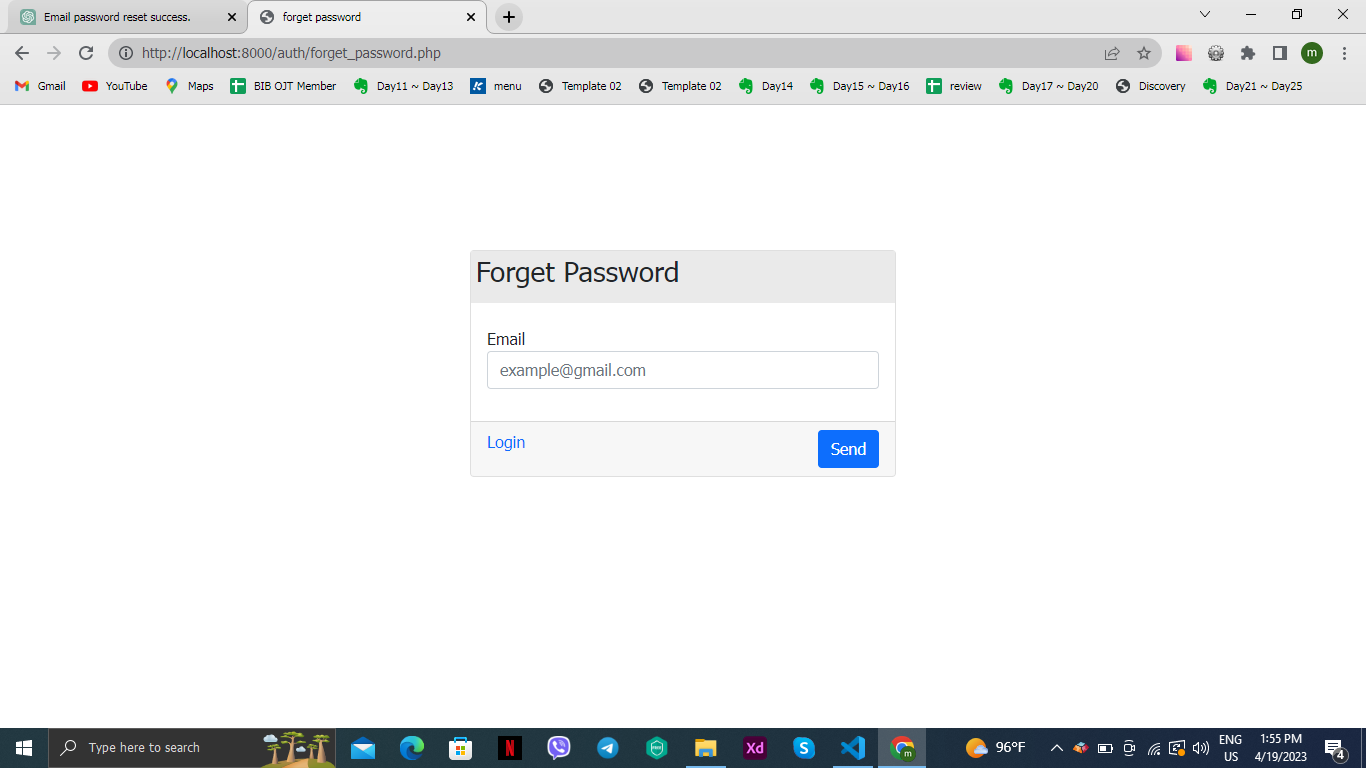 Email password reset success.
forget password
http://localhost:8000/auth/forget_password.php
m
Gmail
YouTube
Maps
BIB OJT Member
Day11 ~ Day13
menu
Template 02
Template 02
Day14
Day15 ~ Day16
review
Day17 ~ Day20
Discovery
Day21 ~ Day25
Forget Password
Email
example@gmail.com
Login
Send
Type here to search
N
Xd
S
m
96°F
ENG
US
1:55 PM
4/19/2023
4